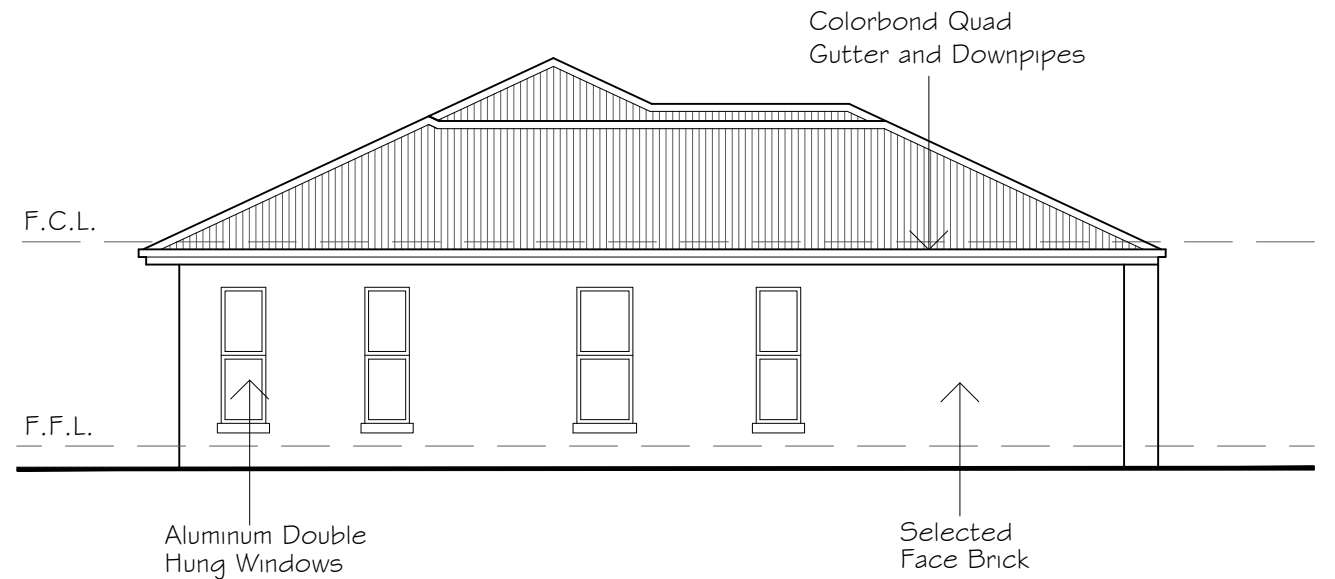 Colorbond Quad
Gutter and Downpipes
F.C.L.
F.F.L.
Aluminum Double
Hung Windows
Selected
Face Brick